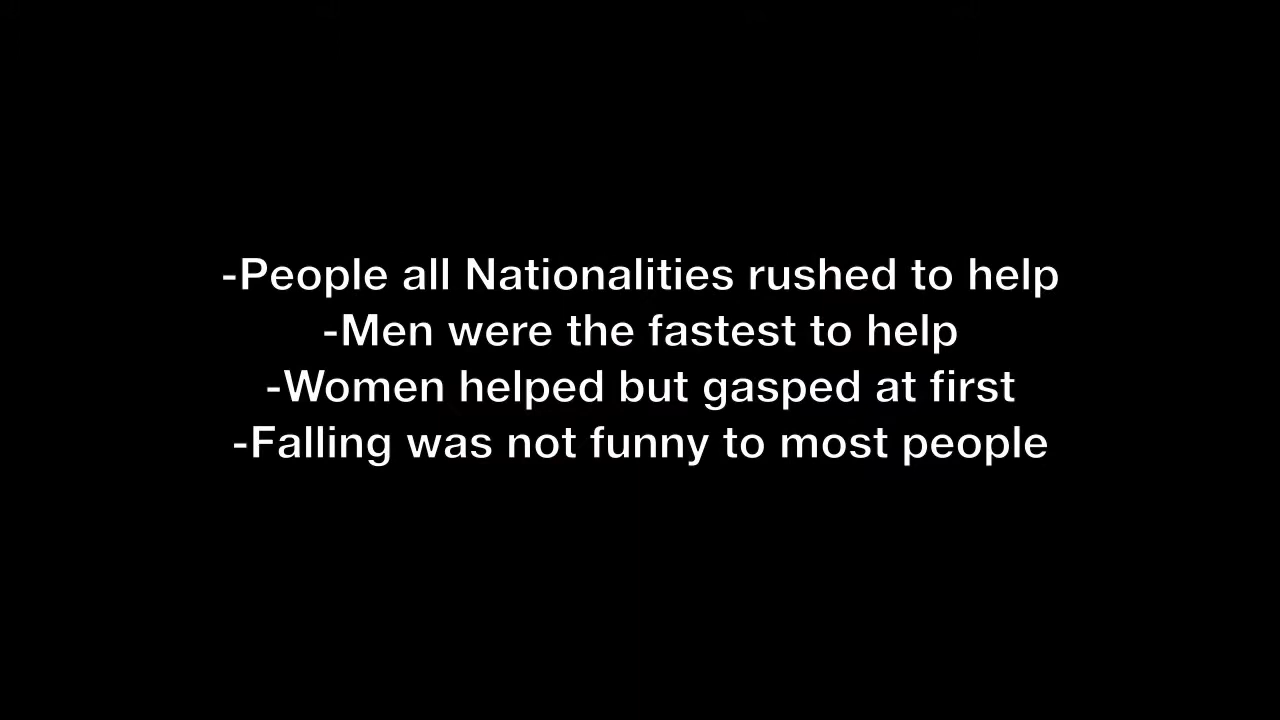 -People all Nationalities rushed to help
-Men were the fastest to help
-Women helped but gasped at first
-Falling was not funny to most people